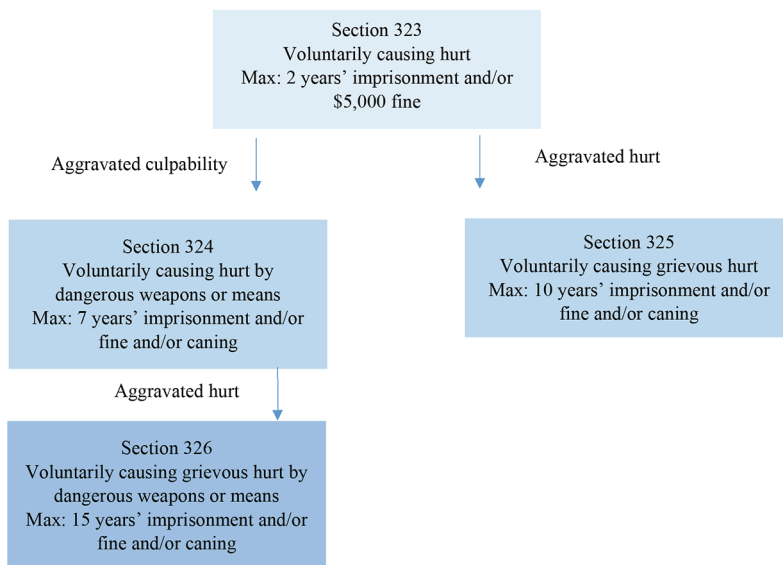 Section 323
Voluntarily causing hurt
Max: 2 years’ imprisonment and/or
$5,000 fine
Aggravated culpability
Aggravated hurt
Section 324
Voluntarily causing hurt by
dangerous weapons or means
Max: 7 years’ imprisonment and/or
fine and/or caning
Section 325
Voluntarily causing grievous hurt
Max: 10 years’ imprisonment and/or
fine and caning
Aggravated hurt
Section 326
Voluntarily causing grievous hurt by
dangerous weapons or means
Max: 15 years’ imprisonment and/or
fine and/or caning